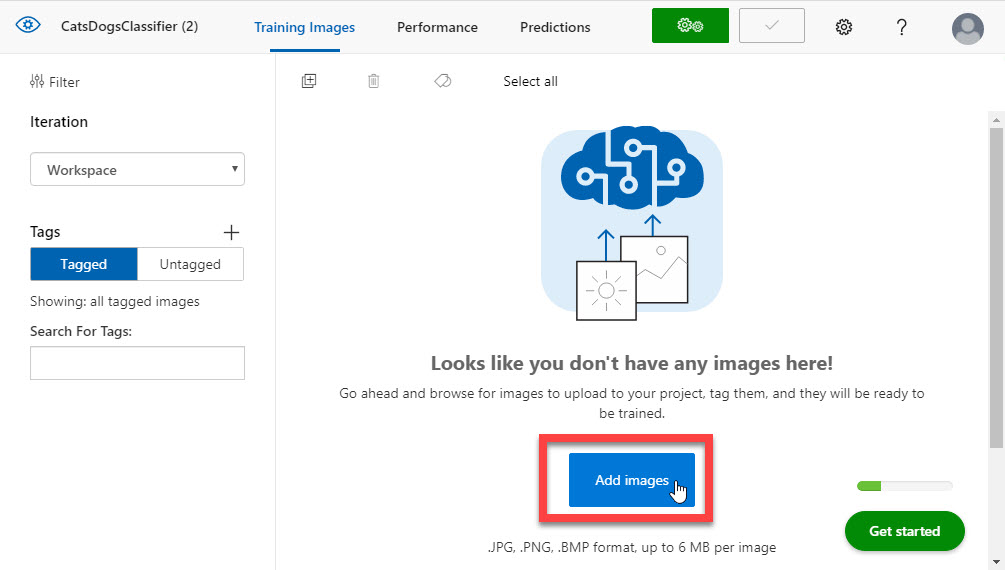 CatsDogsClassifier (2)
Training Images
Performance
Predictions
?
Filter
Select all
Iteration
Workspace
Tags
Tagged
Untagged
Showing: all tagged images
Search For Tags:
Looks like you don't have any images here!
Go ahead and browse for images to upload to your project, tag them, and they will be ready to
be trained.
Add images
Get started
.JPG, .PNG, .BMP format, up to 6 MB per image